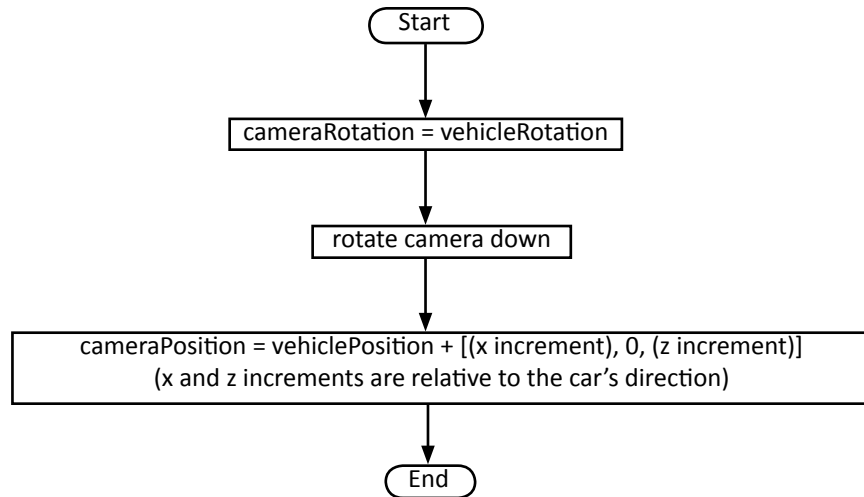 Start
cameraRotation = vehicleRotation
rotate camera down
cameraPosition = vehiclePosition + [(x increment), 0, (z increment)]
(x and z increments are relative to the car’s direction)
End